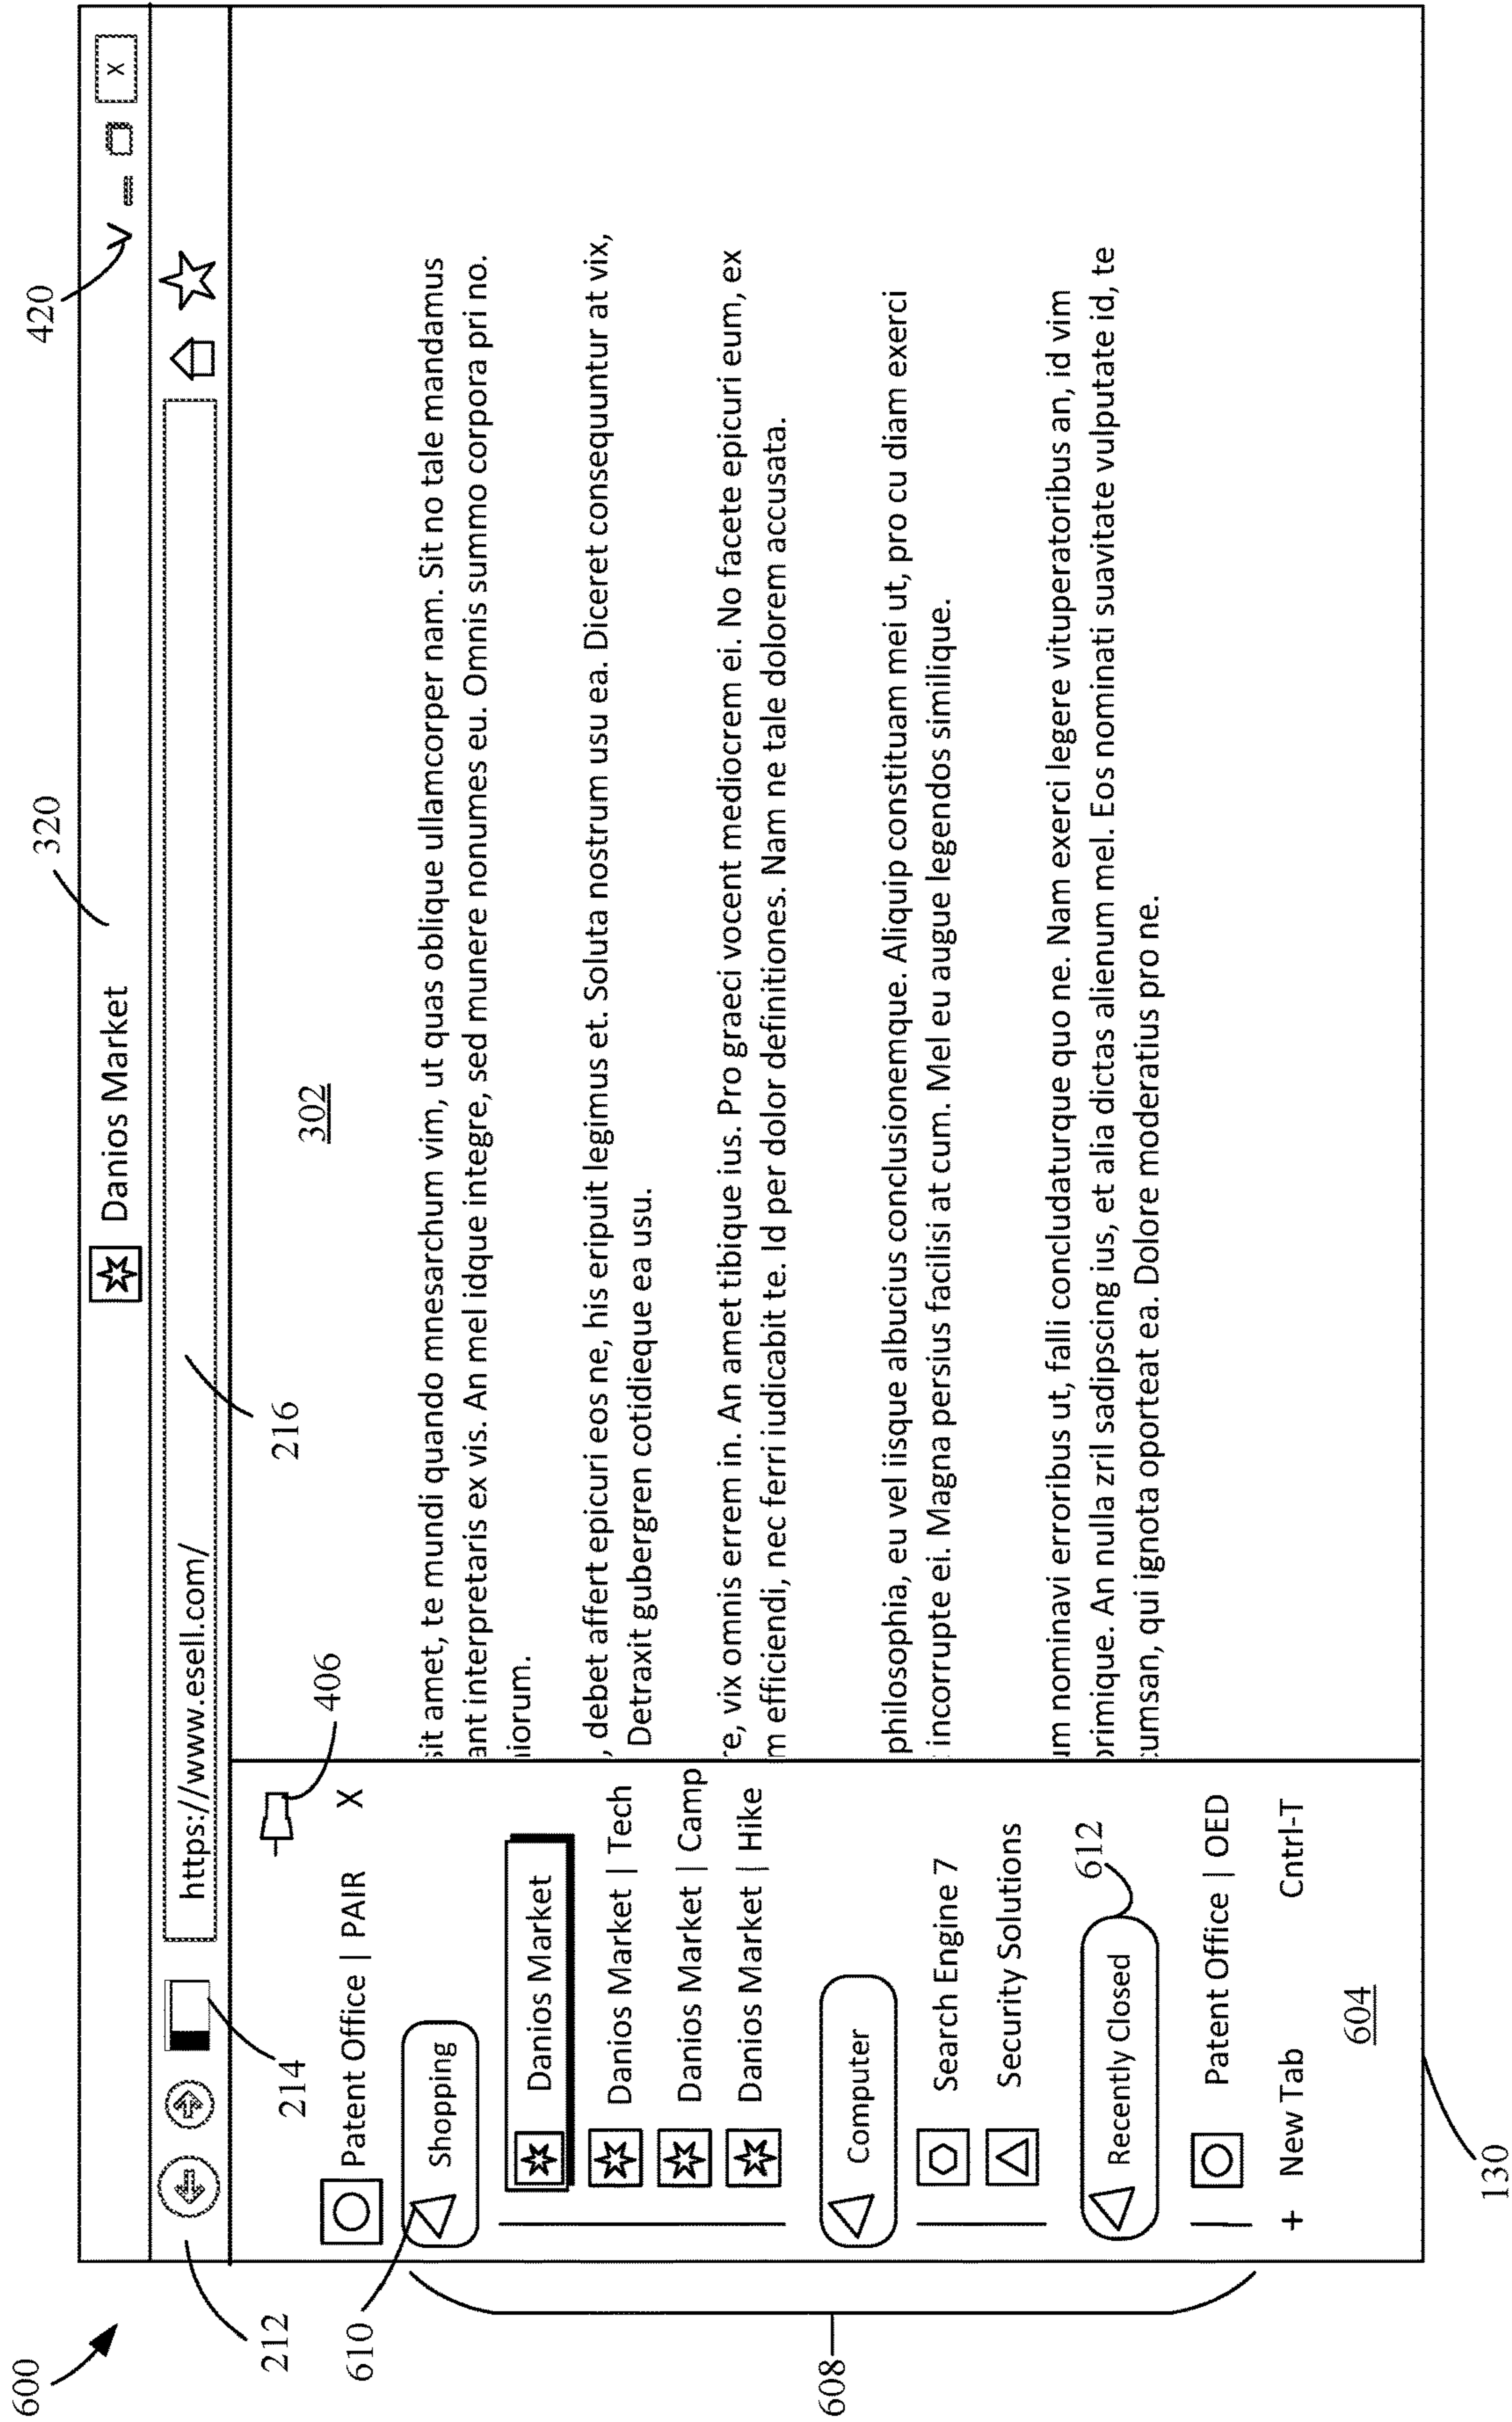 600
320
420
Danios Market
x
212
214
https://www.esell.com/
216
406
302
Patent Office | PAIR X
610
Shopping
Danios Market
Danios Market | Tech
Danios Market | Camp
Danios Market | Hike
Computer
Search Engine 7
Security Solutions
612
Recently Closed
Patent Office | OED
+ New Tab Cntrl-T
604
608
130
sit amet, te mundi quando mnesarchum vim, ut quas oblique ullamcorper nam. Sit no tale mandamus
ant interpretaris ex vis. An mel idque integre, sed munere nonumes eu. Omnis summo corpora pri no.
iorum.
, debet affert epicuri eos ne, his eripuit legimus et. Soluta nostrum usu ea. Diceret consequuntur at vix,
Detraxit gubergren cotidieque ea usu.
re, vix omnis errem in. An amet tibique ius. Pro graeci vocent mediocrem ei. No facete epicuri eum, ex
m efficiendi, nec ferri iudicabit te. Id per dolor definitiones. Nam ne tale dolorem accusata.
philosophia, eu vel iisque albucius conclusionemque. Aliquip constituam mei ut, pro cu diam exerci
incorrupte ei. Magna persius facilisi at cum. Mel eu augue legendos similique.
um nominavi erroribus ut, falli concludaturque quo ne. Nam exerci legere vituperatoribus an, id vim
primique. An nulla zril sadipscing ius, et alia dictas alienum mel. Eos nominati suavitate vulputate id, te
cumsan, qui ignota oporteat ea. Dolore moderatius pro ne.